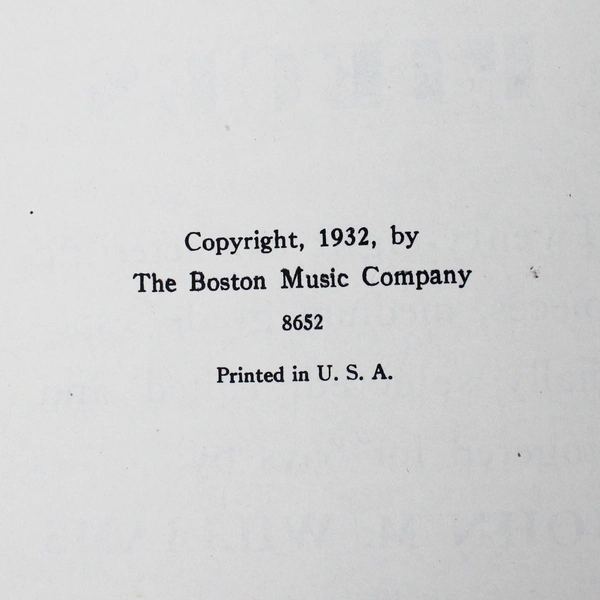 Copyright, 1932, by
The Boston Music Company
8652
Printed in U. S. A.